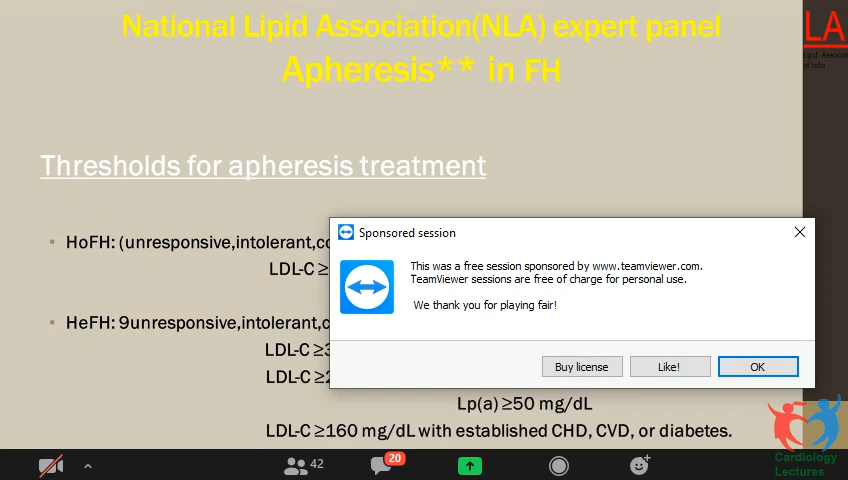 National Lipid Association(NLA) expert panel
Apheresis** in FH
LA
Lipid Associa
of India
Thresholds for apheresis treatment
• HoFH: (unresponsive,intolerant,co
LDL-C ≥
• HeFH: 9unresponsive,intolerant,c
LDL-C ≥3
LDL-C ≥2
Lp(a) ≥50 mg/dL
LDL-C ≥160 mg/dL with established CHD, CVD, or diabetes.
Sponsored session
This was a free session sponsored by www.teamviewer.com.
TeamViewer sessions are free of charge for personal use.
We thank you for playing fair!
Buy license
Like!
OK
42
20
Cardiology
Lectures